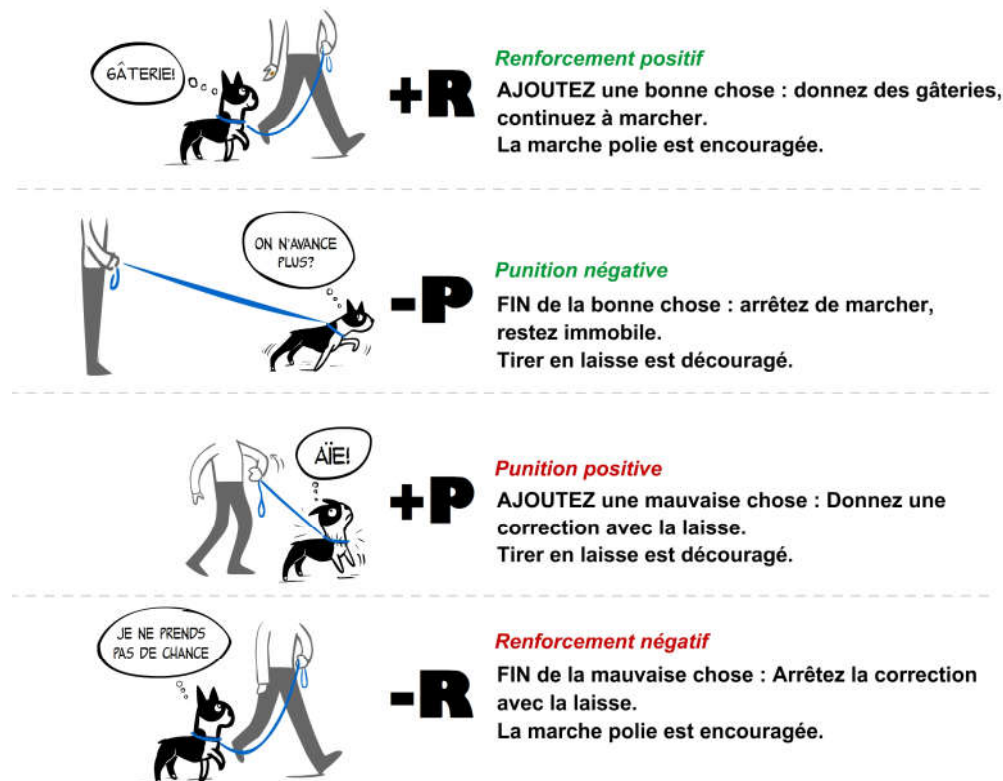 GÂTERIE!
+R
Renforcement positif
AJOUTEZ une bonne chose : donnez des gâteries,
continuez à marcher.
La marche polie est encouragée.
ON N'AVANCE
PLUS?
-P
Punition négative
FIN de la bonne chose : arrêtez de marcher,
restez immobile.
Tirer en laisse est découragé.
AÏE!
+P
Punition positive
AJOUTEZ une mauvaise chose : Donnez une
correction avec la laisse.
Tirer en laisse est découragé.
JE NE PRENDS
PAS DE CHANCE
-R
Renforcement négatif
FIN de la mauvaise chose : Arrêtez la correction
avec la laisse.
La marche polie est encouragée.